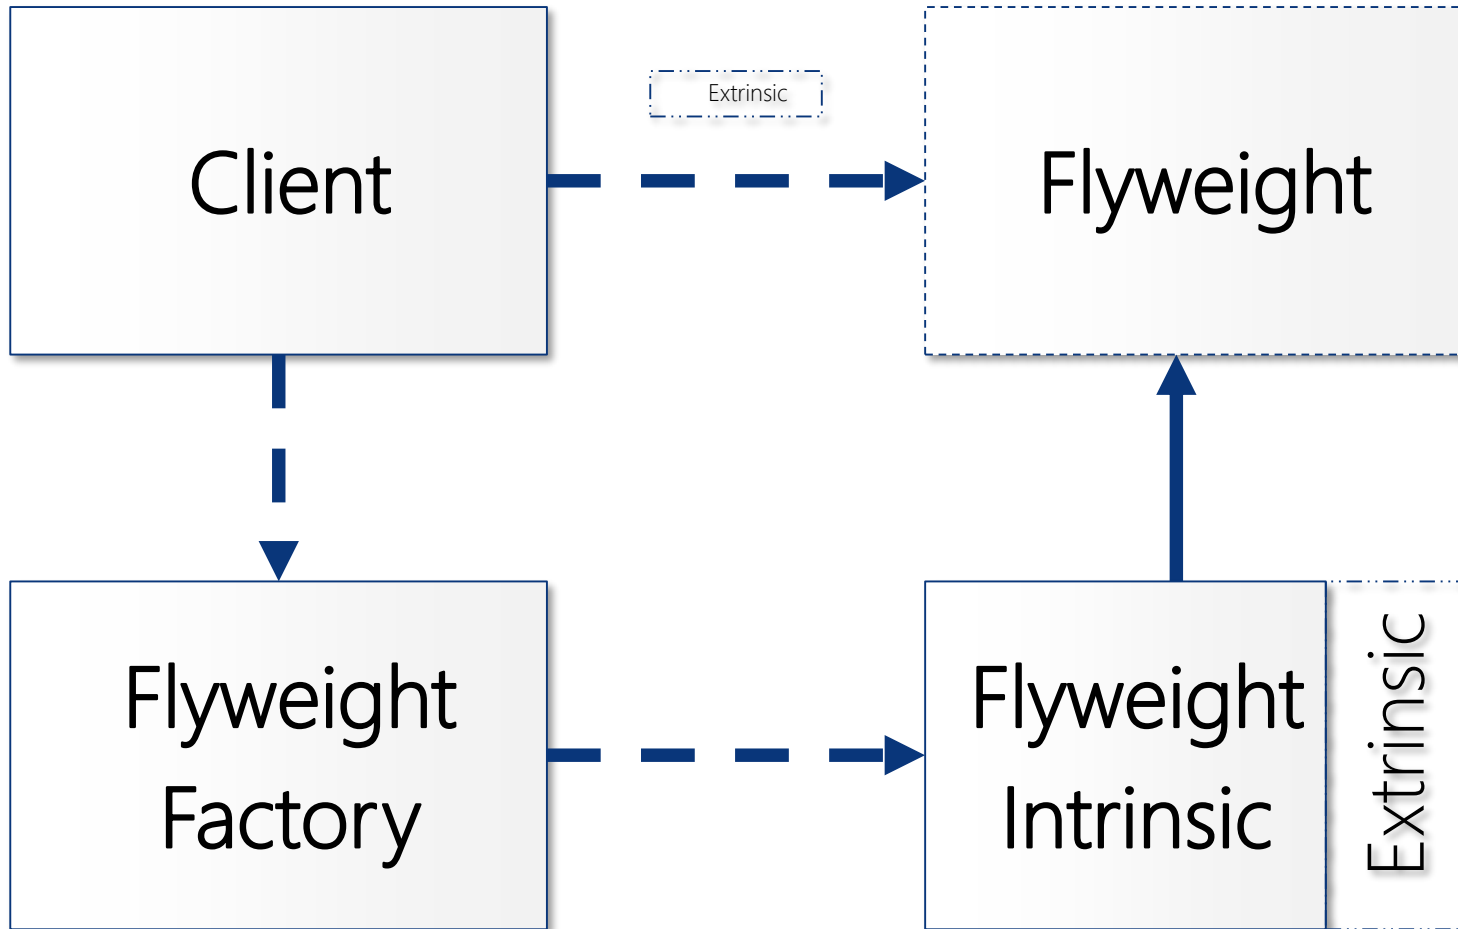 Client
Extrinsic
Flyweight
Flyweight
Factory
Flyweight
Intrinsic
Extrinsic